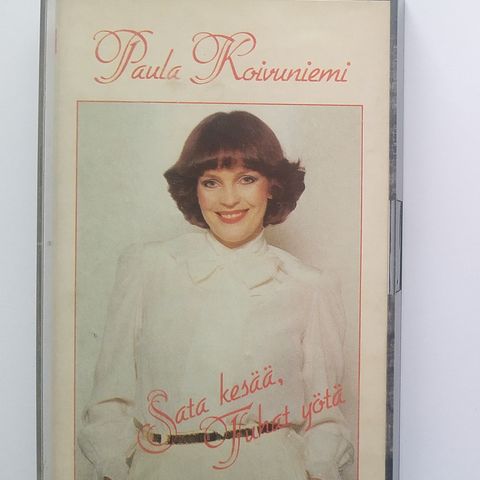 Paula Koivuniemi
Sata kesää,
Tuhat yötä